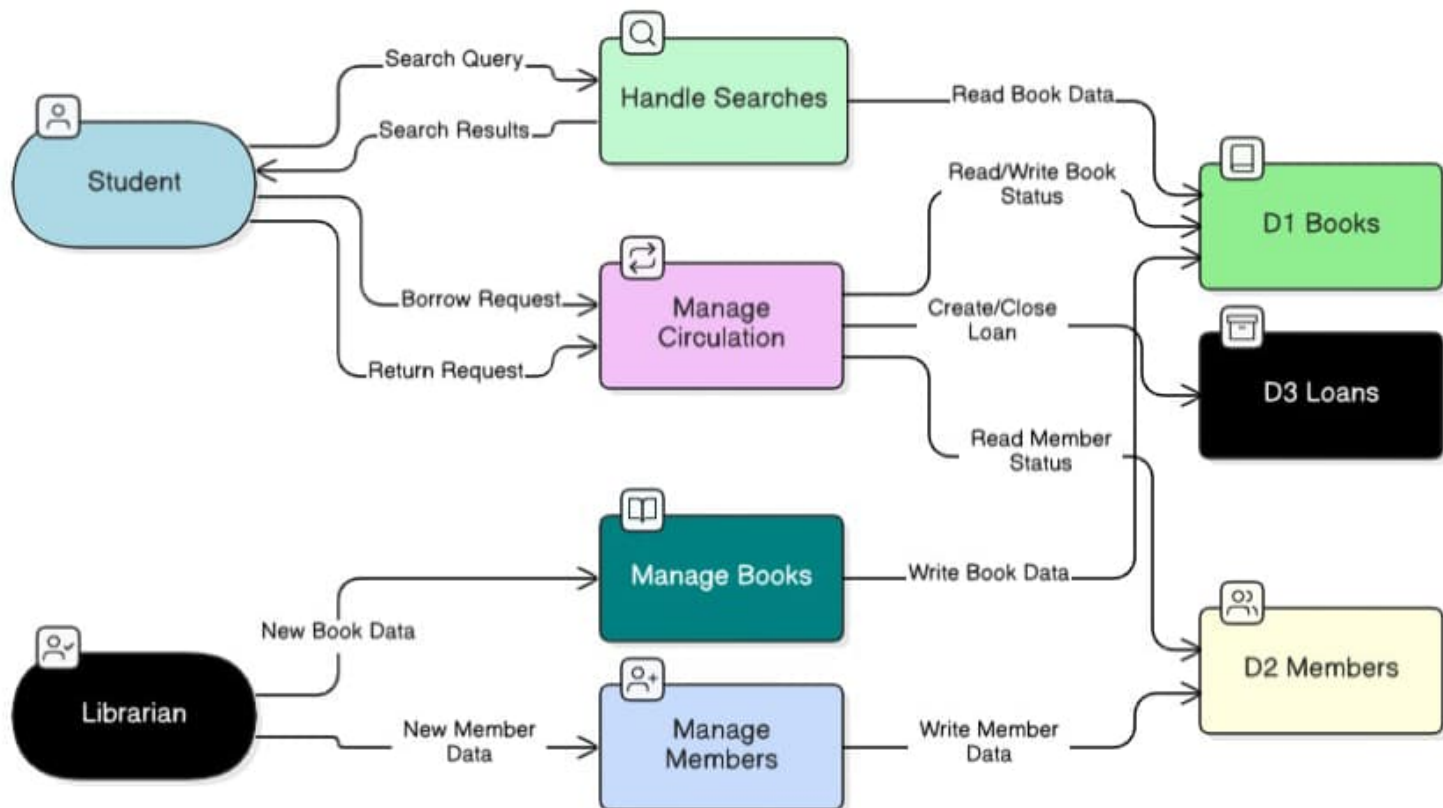 Search Query
Handle Searches
Search Results
Read Book Data
Student
Read/Write Book
Status
D1 Books
Borrow Request
Manage
Circulation
Create/Close
Loan
Return Request
D3 Loans
Read Member
Status
Manage Books
Write Book Data
New Book Data
D2 Members
Librarian
New Member
Data
Manage
Members
Write Member
Data